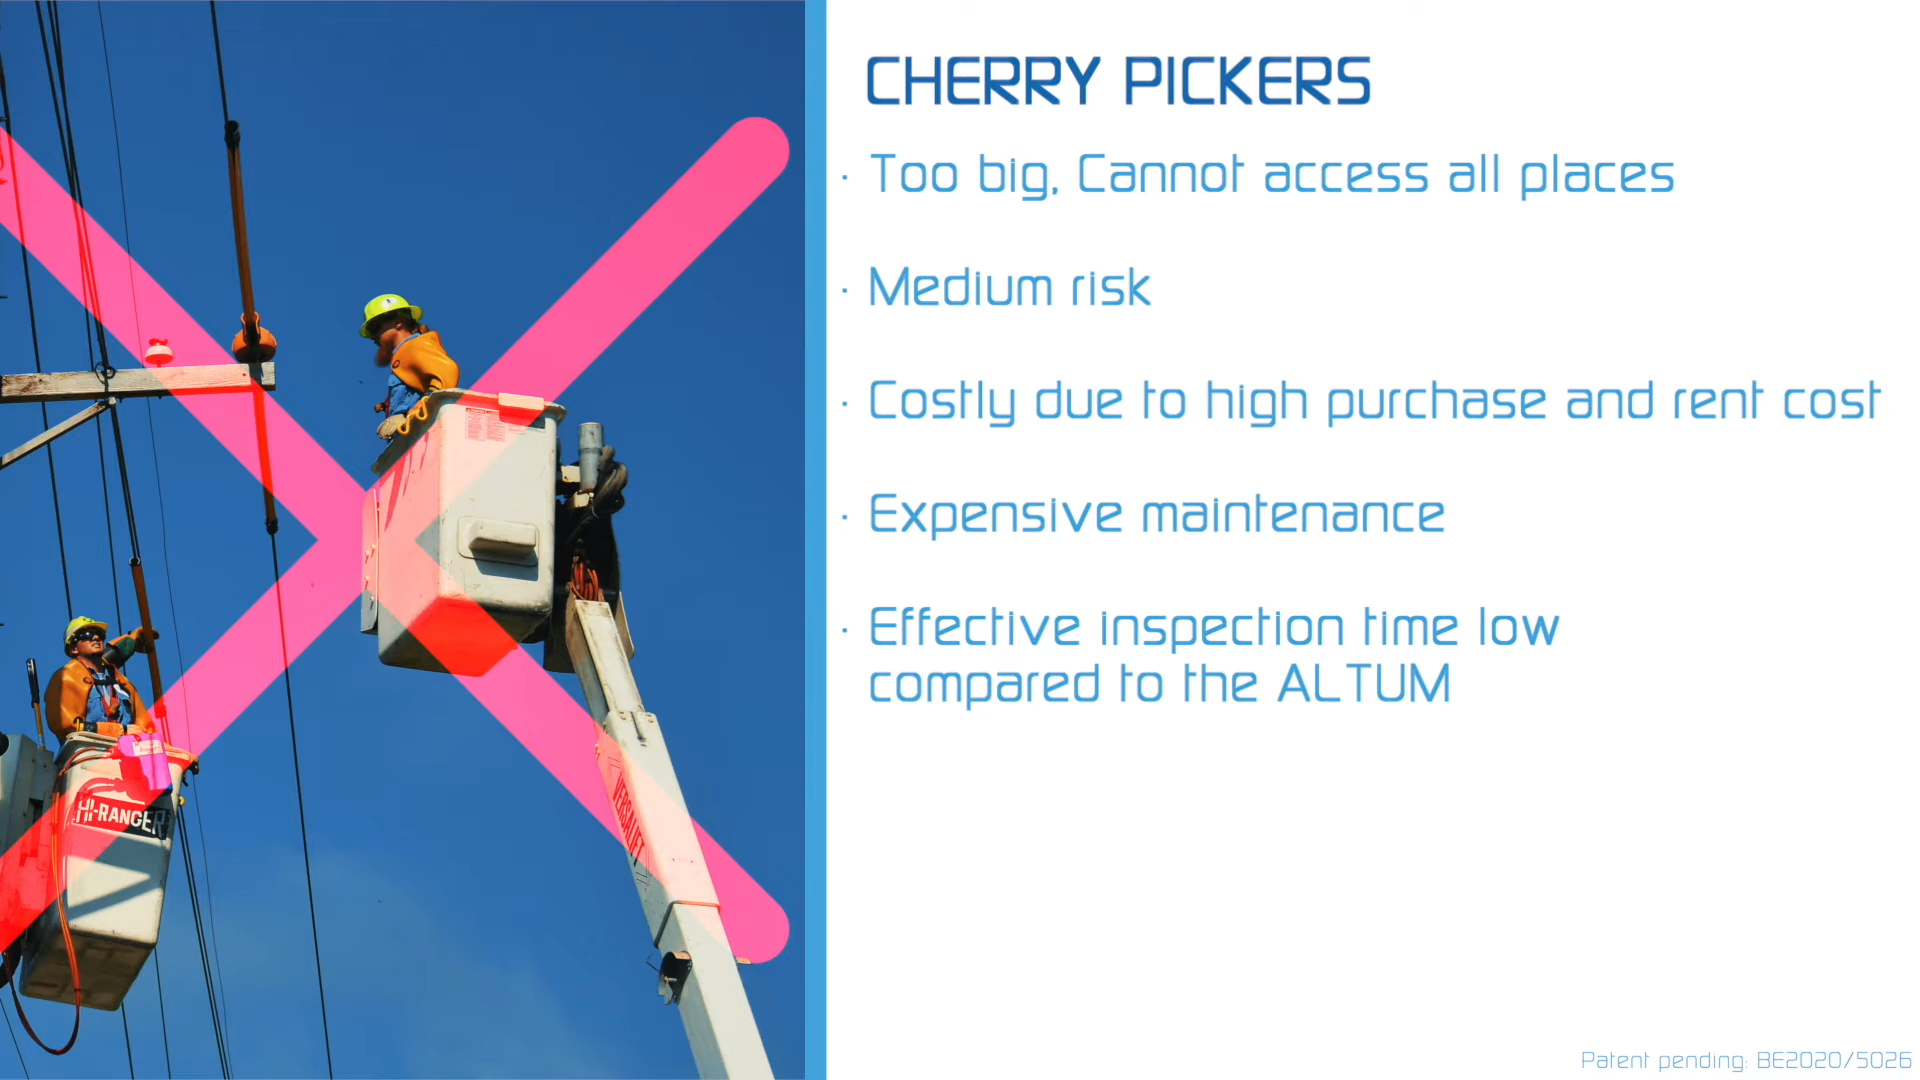 CHERRY PICKERS
· Too big, Cannot access all places
· Medium risk
· Costly due to high purchase and rent cost
· Expensive maintenance
· Effective inspection time low
compared to the ALTUM
HI-RANGER
VERSALIFT
Patent pending: BE2020/5026